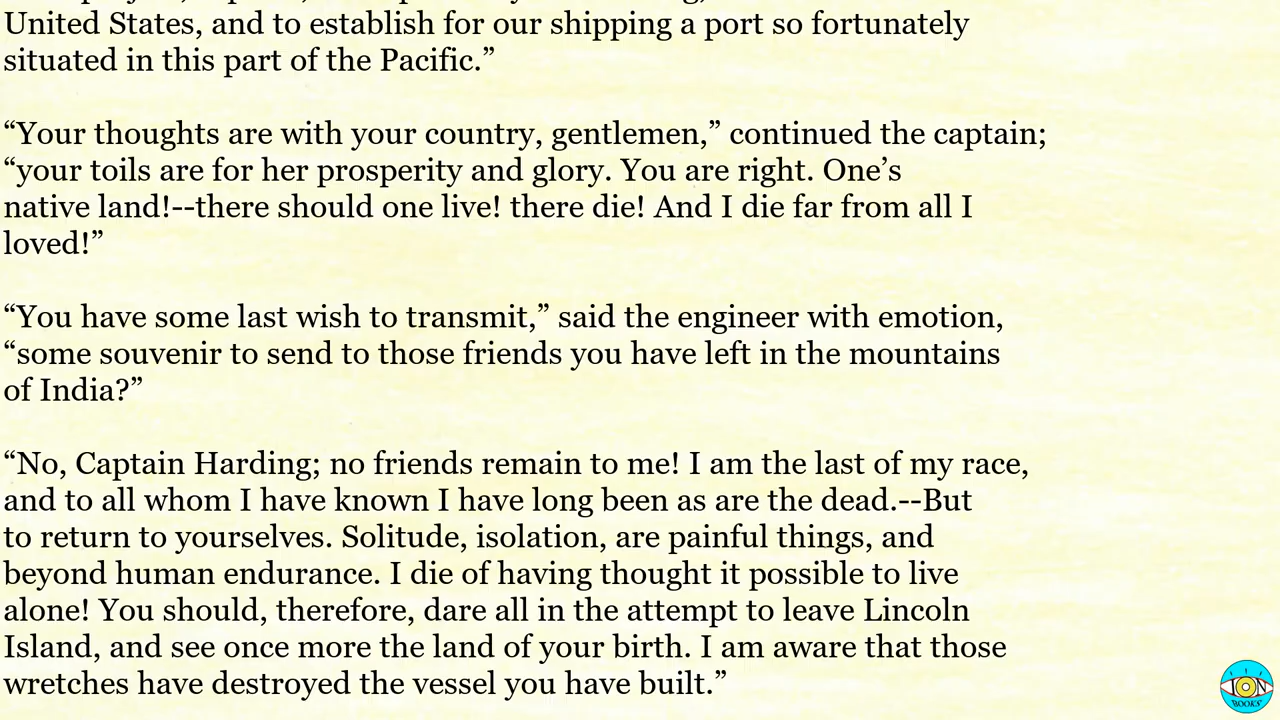 United States, and to establish for our shipping a port so fortunately
situated in this part of the Pacific.”
“Your thoughts are with your country, gentlemen,” continued the captain;
“your toils are for her prosperity and glory. You are right. One’s
native land!--there should one live! there die! And I die far from all I
loved!”
“You have some last wish to transmit,” said the engineer with emotion,
“some souvenir to send to those friends you have left in the mountains
of India?”
“No, Captain Harding; no friends remain to me! I am the last of my race,
and to all whom I have known I have long been as are the dead.--But
to return to yourselves. Solitude, isolation, are painful things, and
beyond human endurance. I die of having thought it possible to live
alone! You should, therefore, dare all in the attempt to leave Lincoln
Island, and see once more the land of your birth. I am aware that those
wretches have destroyed the vessel you have built.”
ION
BOOKS